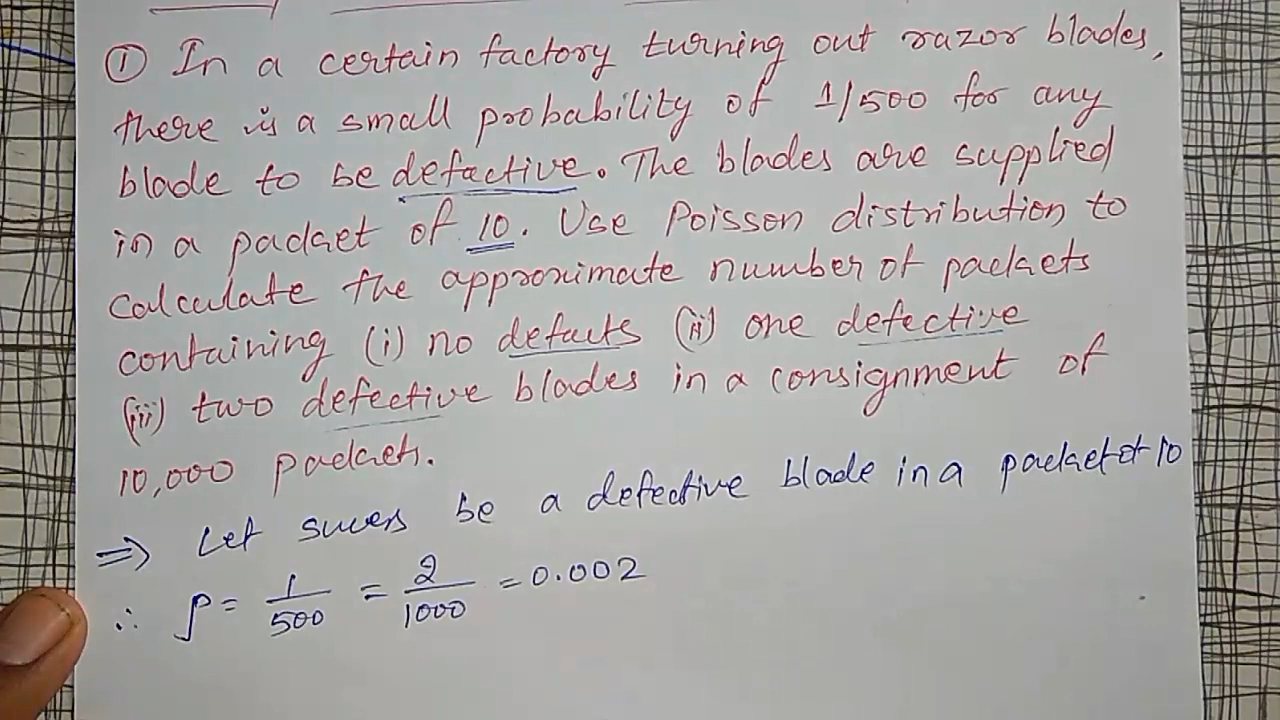 ① In a certain factory turning out razor blades,
there is a small probability of 1/500 for any
blade to be defective. The blades are supplied
in a packet of 10. Use Poisson distribution to
calculate the approximate number of packets
containing (i) no defects (ii) one defective
(iii) two defective blades in a consignment of
10,000 packets.
⇒ Let success be a defective blade in a packet of 10
∴ p = 1/500 = 2/1000 = 0.002